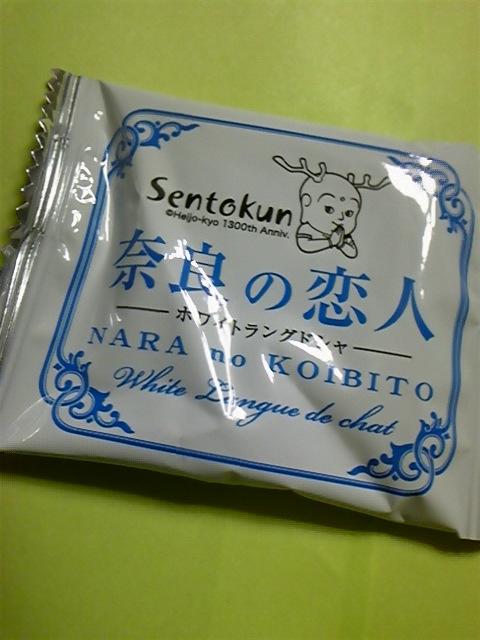 Sentokun
©Heijo-kyo 1300th Anniv.
奈良の恋人
ホワイトラングドシャ
NARA no KOIBITO
White Langue de chat